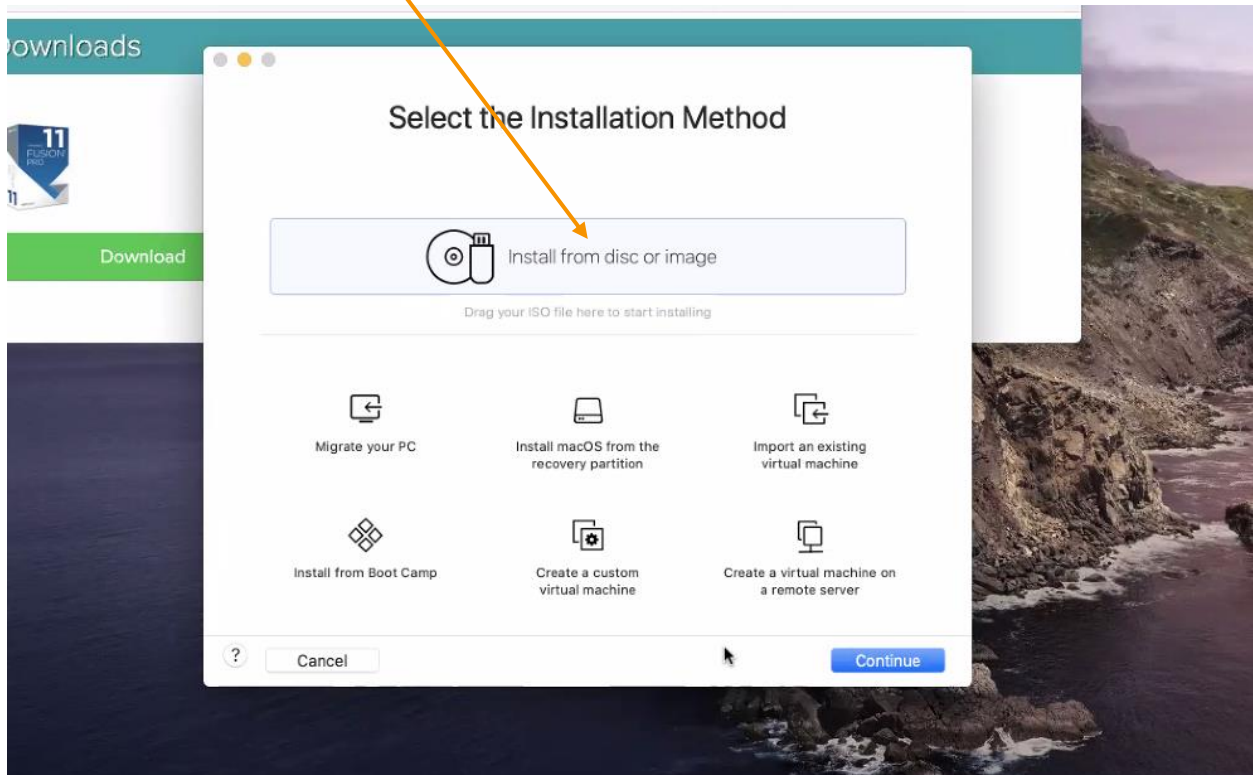 ownloads
Select the Installation Method
11
FUSION
PRO
11
Download
Install from disc or image
Drag your ISO file here to start installing
Migrate your PC
Install macOS from the
recovery partition
Import an existing
virtual machine
Install from Boot Camp
Create a custom
virtual machine
Create a virtual machine on
a remote server
?
Cancel
Continue